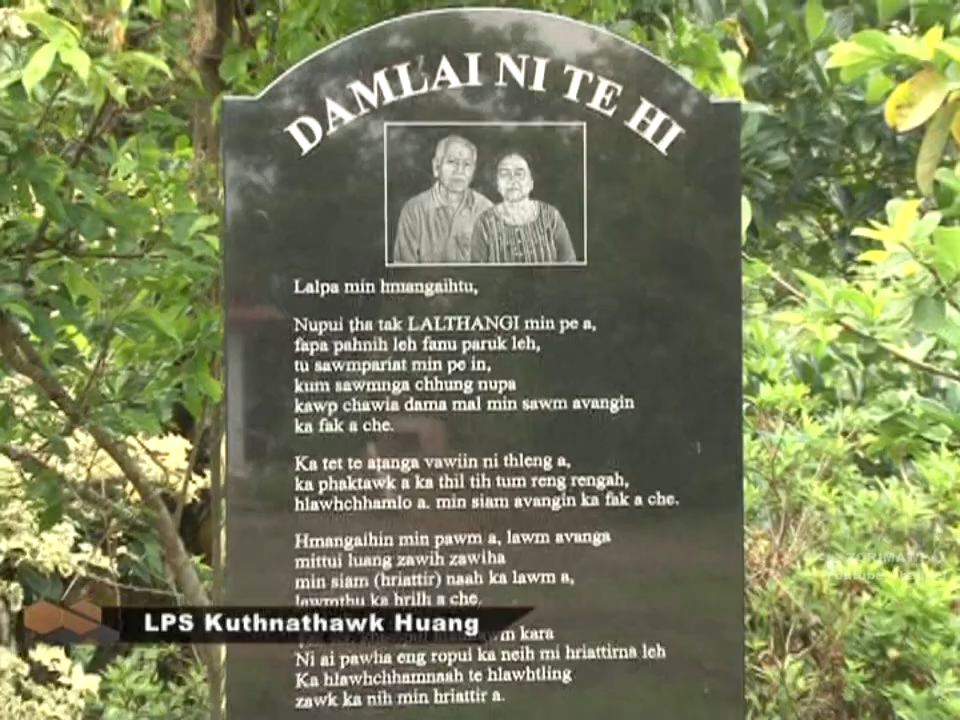 DAMLAI NI TE HI
Lalpa min hmangaihtu,
Nupui ṭha tak LALTHANGI min pe a,
fapa pahnih leh fanu paruk leh,
tu sawmpariat min pe in,
kum sawmnga chhung nupa
kawp chawia dama mal min sawm avangin
ka fak a che.
Ka tet te aṭanga vawiin ni thleng a,
ka phaktawk a ka thil tih tum reng rengah,
hlawhchhamlo a. min siam avangin ka fak a che.
Hmangaihin min pawm a, lawm avanga
mittui luang zawih zawiha
min siam (hriattir) naah ka lawm a,
lawmthu ka hrilh a che.
kara
Ni ai pawha eng ropui ka neih mi hriattirna leh
Ka hlawhchhamnaah te hlawhtling
zawk ka nih min hriattir a.
LPS Kuthnathawk Huang